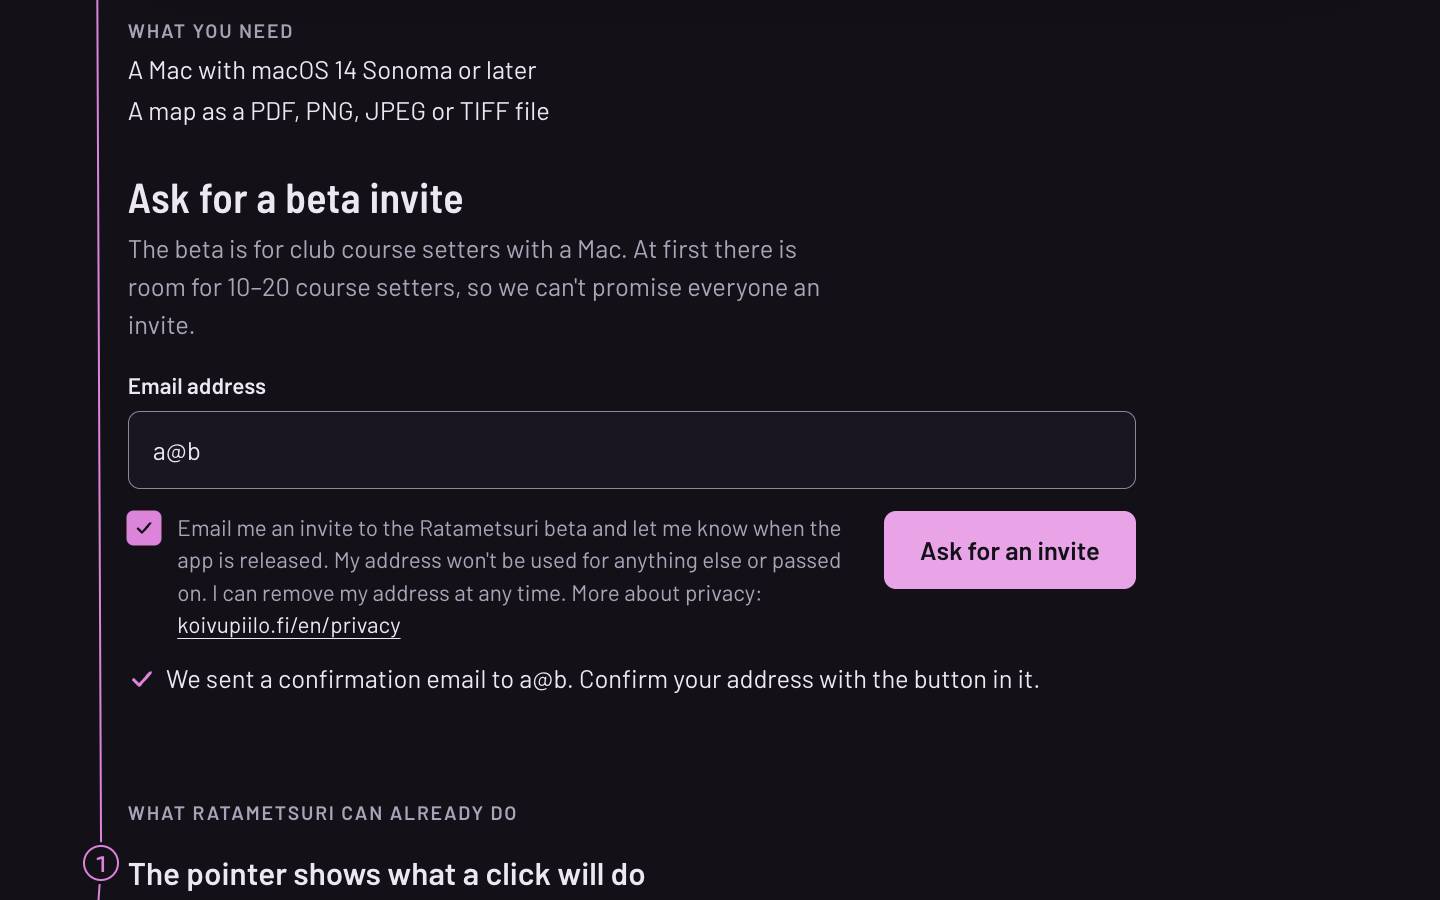 WHAT YOU NEED
A Mac with macOS 14 Sonoma or later
A map as a PDF, PNG, JPEG or TIFF file
Ask for a beta invite
The beta is for club course setters with a Mac. At first there is
room for 10–20 course setters, so we can't promise everyone an
invite.
Email address
a@b
Email me an invite to the Ratametsuri beta and let me know when the
app is released. My address won't be used for anything else or passed
on. I can remove my address at any time. More about privacy:
koivupiilo.fi/en/privacy
Ask for an invite
We sent a confirmation email to a@b. Confirm your address with the button in it.
WHAT RATAMETSURI CAN ALREADY DO
1
The pointer shows what a click will do